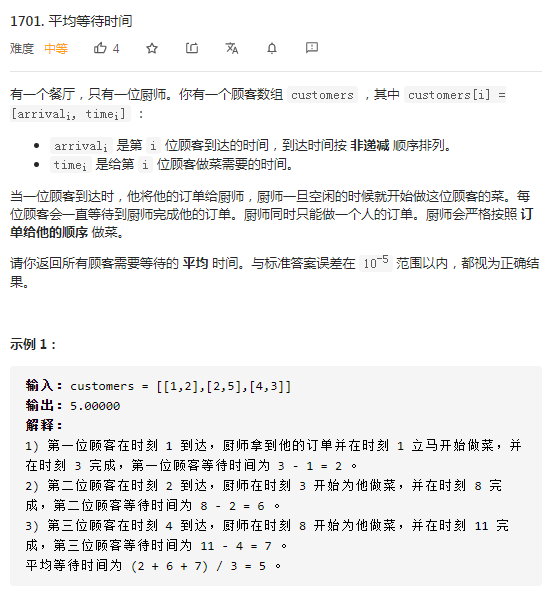 1701. 平均等待时间
难度 中等 4
有一个餐厅，只有一位厨师。你有一个顾客数组 customers ，其中 customers[i] =
[arrivalᵢ, timeᵢ] ：
• arrivalᵢ 是第 i 位顾客到达的时间，到达时间按 非递减 顺序排列。
• timeᵢ 是给第 i 位顾客做菜需要的时间。
当一位顾客到达时，他将他的订单给厨师，厨师一旦空闲的时候就开始做这位顾客的菜。每
位顾客会一直等待到厨师完成他的订单。厨师同时只能做一个人的订单。厨师会严格按照 订
单给他的顺序 做菜。
请你返回所有顾客需要等待的 平均 时间。与标准答案误差在 10⁻⁵ 范围以内，都视为正确结
果。
示例 1：
输入：customers = [[1,2],[2,5],[4,3]]
输出：5.00000
解释：
1) 第一位顾客在时刻 1 到达，厨师拿到他的订单并在时刻 1 立马开始做菜，并
在时刻 3 完成，第一位顾客等待时间为 3 - 1 = 2 。
2) 第二位顾客在时刻 2 到达，厨师在时刻 3 开始为他做菜，并在时刻 8 完
成，第二位顾客等待时间为 8 - 2 = 6 。
3) 第三位顾客在时刻 4 到达，厨师在时刻 8 开始为他做菜，并在时刻 11 完
成，第三位顾客等待时间为 11 - 4 = 7 。
平均等待时间为 (2 + 6 + 7) / 3 = 5 。